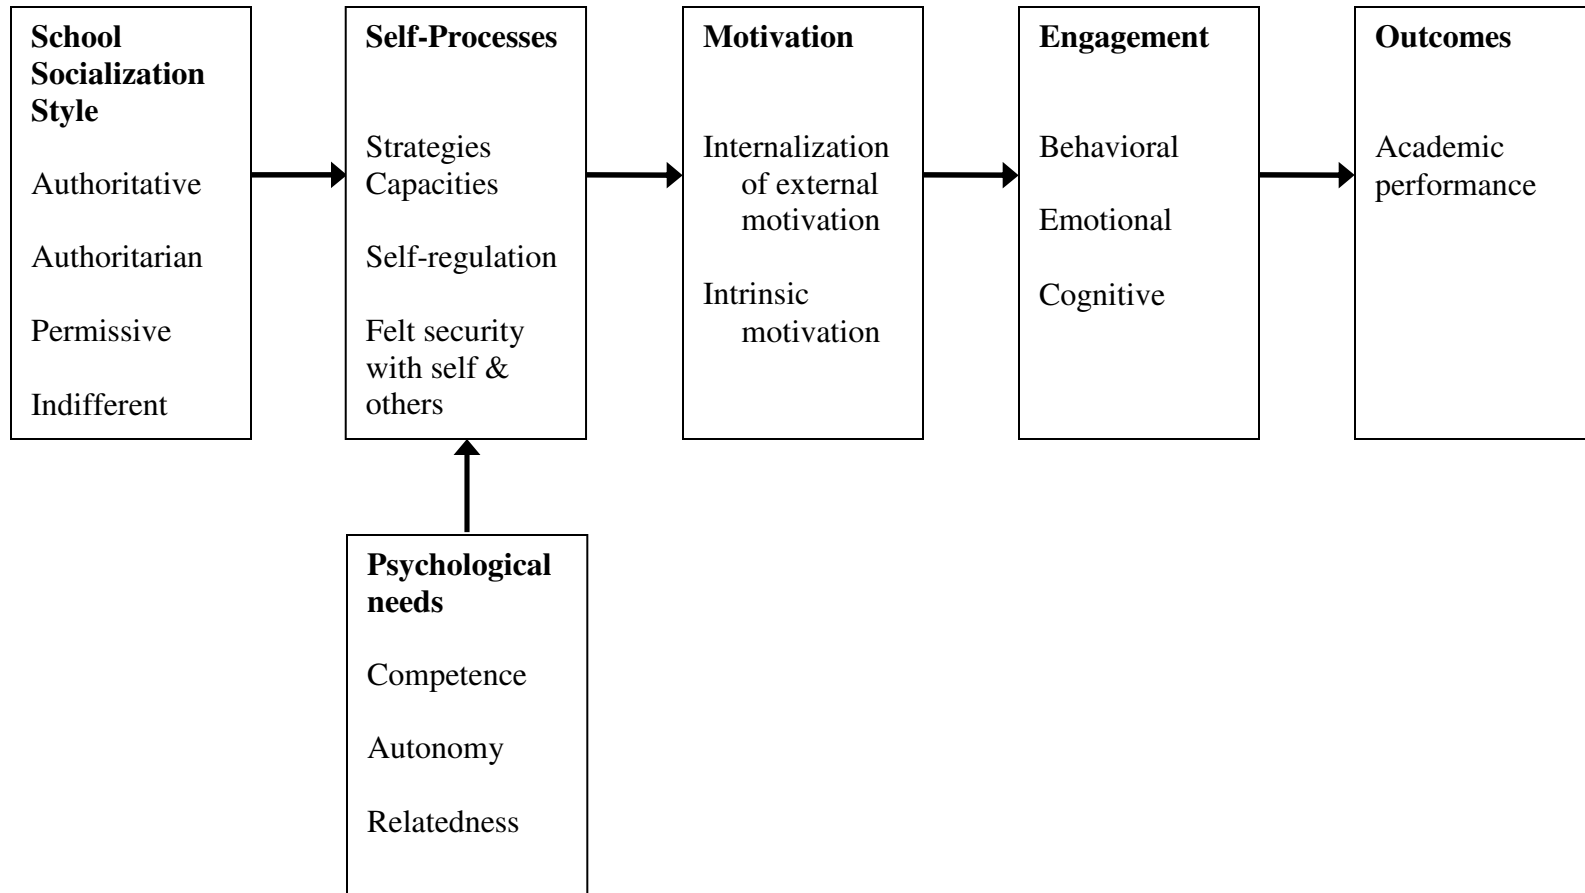 School
Socialization
Style
Authoritative
Authoritarian
Permissive
Indifferent
Self-Processes
Strategies
Capacities
Self-regulation
Felt security
with self &
others
Motivation
Internalization
of external
motivation
Intrinsic
motivation
Engagement
Behavioral
Emotional
Cognitive
Outcomes
Academic
performance
Psychological
needs
Competence
Autonomy
Relatedness